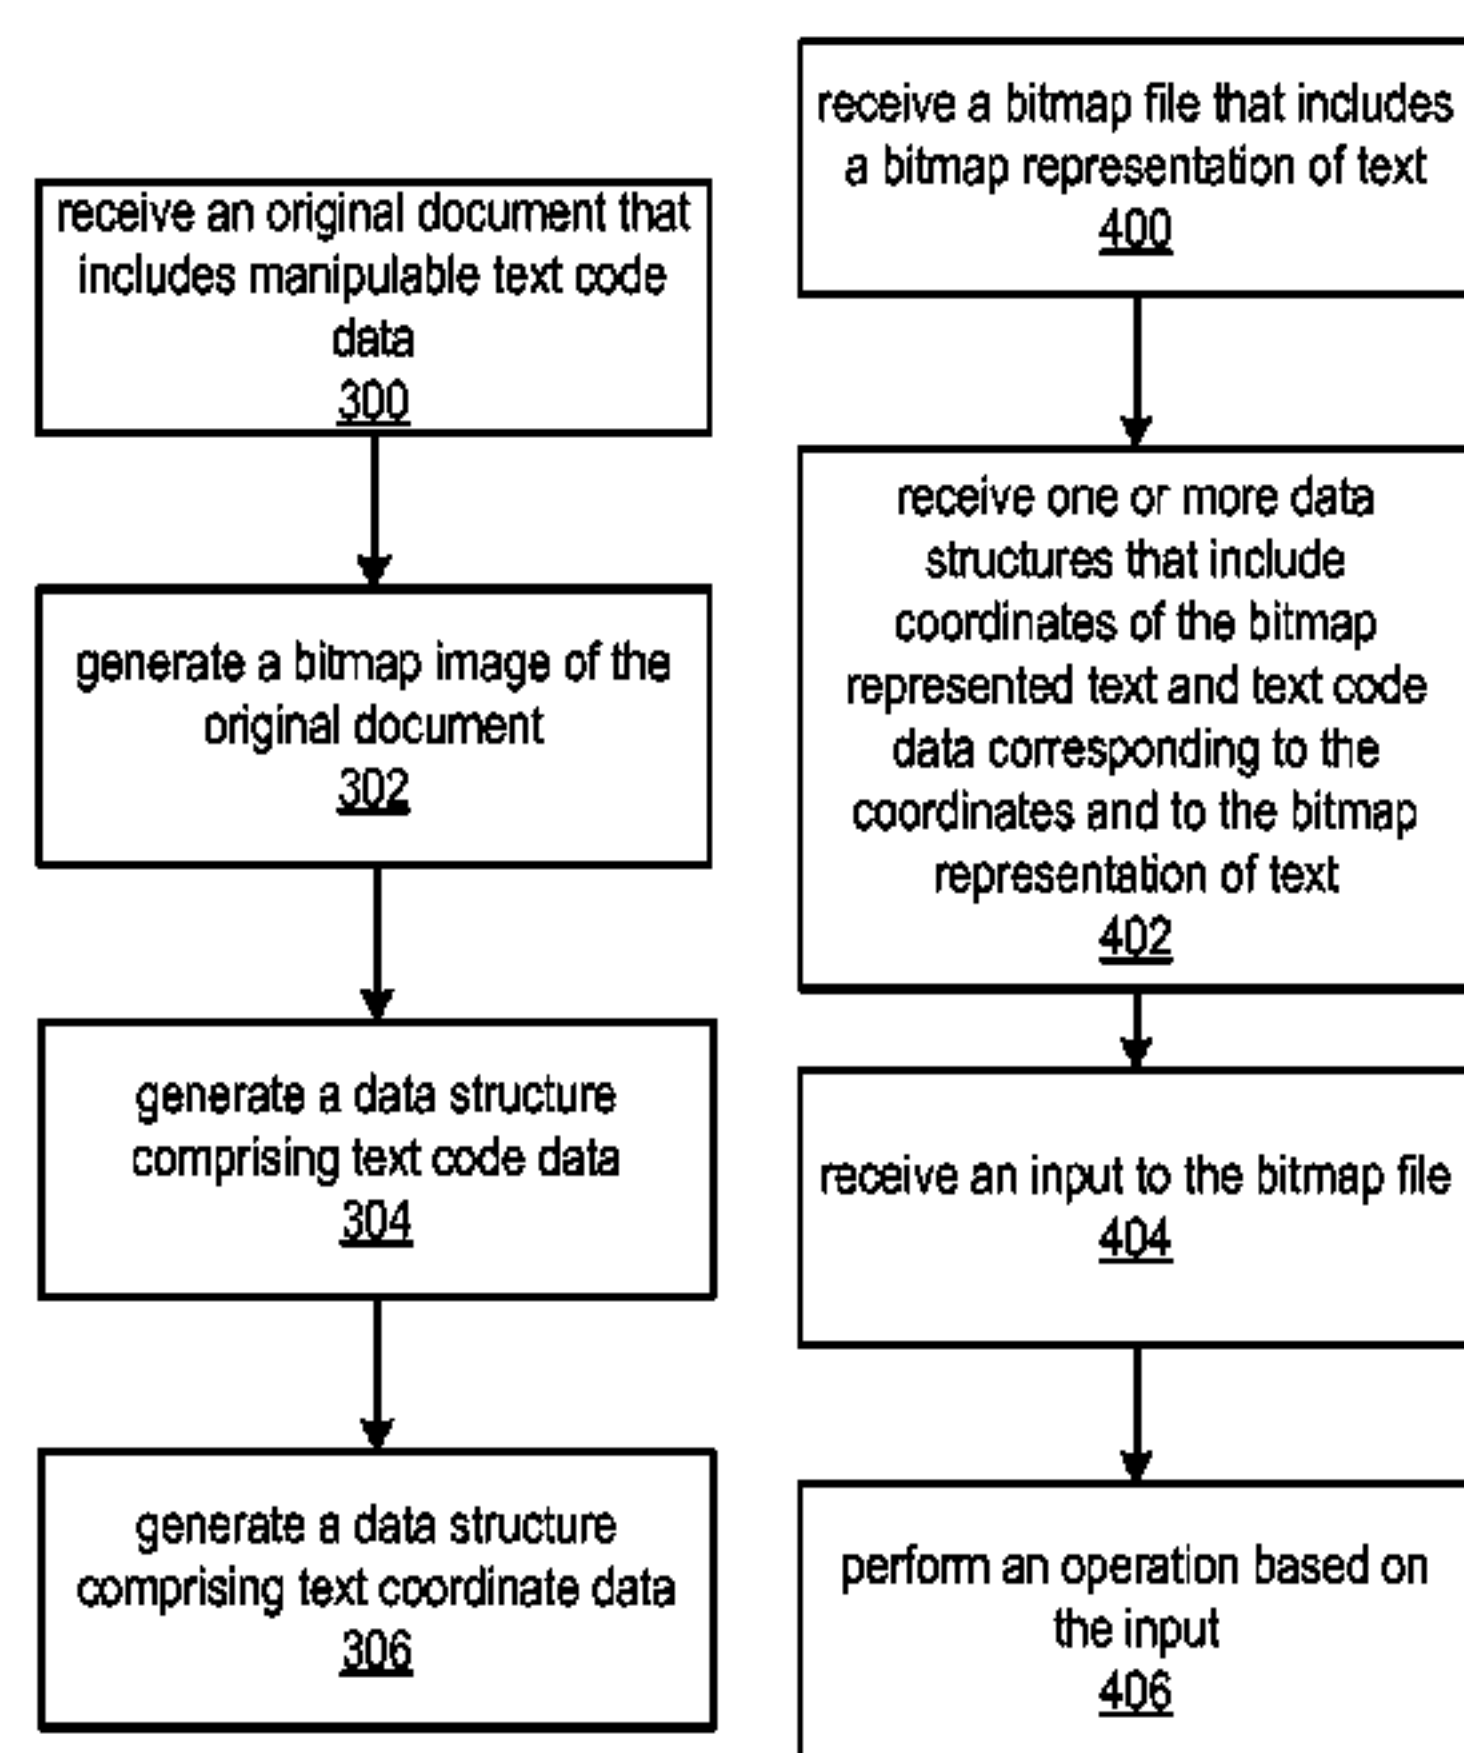 receive an original document that
includes manipulable text code
data
300
generate a bitmap image of the
original document
302
generate a data structure
comprising text code data
304
generate a data structure
comprising text coordinate data
306
receive a bitmap file that includes
a bitmap representation of text
400
receive one or more data
structures that include
coordinates of the bitmap
represented text and text code
data corresponding to the
coordinates and to the bitmap
representation of text
402
receive an input to the bitmap file
404
perform an operation based on
the input
406